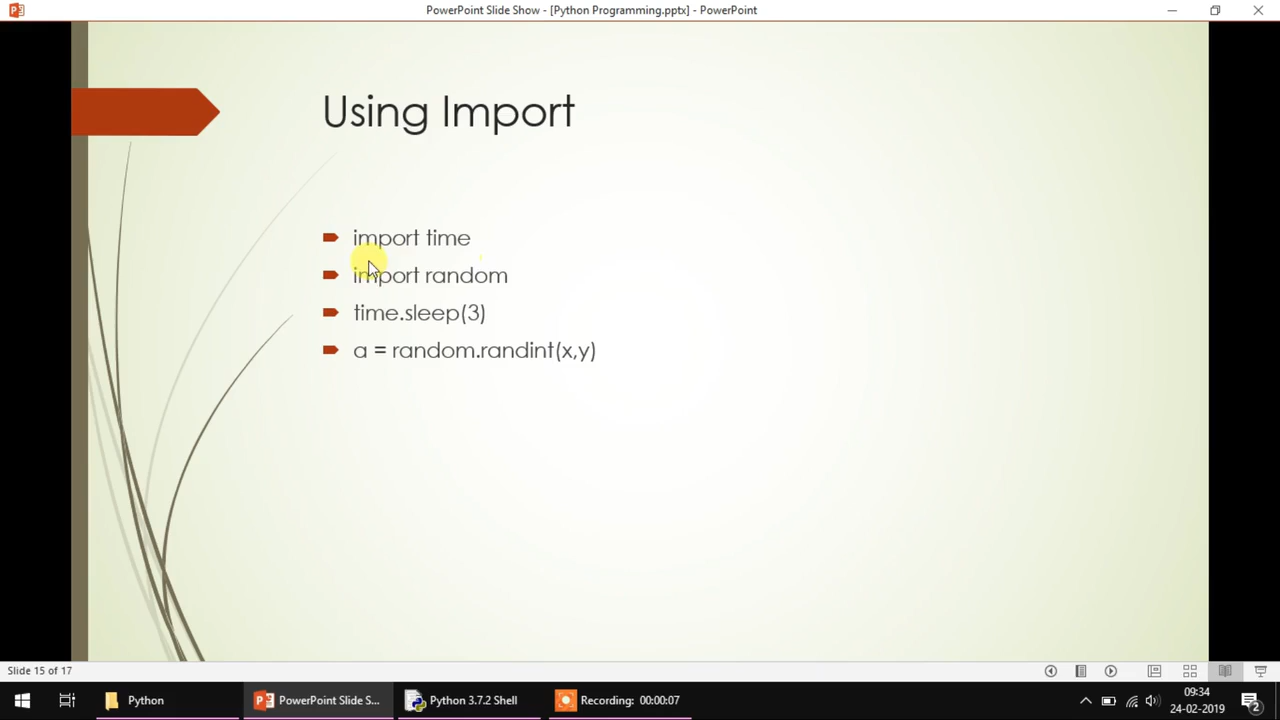 PowerPoint Slide Show - [Python Programming.pptx] - PowerPoint
Using Import
import time
import random
time.sleep(3)
a = random.randint(x,y)
Slide 15 of 17
Python
PowerPoint Slide S...
Python 3.7.2 Shell
Recording: 00:00:07
09:34
24-02-2019
2